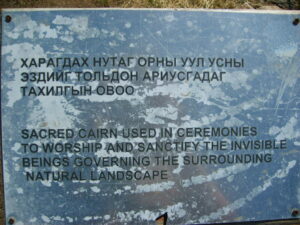 ХАРАГДАХ НУТАГ ОРНЫ УУЛ УСНЫ
ЭЗДИЙГ ТОЛЬДОН АРИУСГАДАГ
ТАХИЛГЫН ОВОО
SACRED CAIRN USED IN CEREMONIES
TO WORSHIP AND SANCTIFY THE INVISIBLE
BEINGS GOVERNING THE SURROUNDING
NATURAL LANDSCAPE